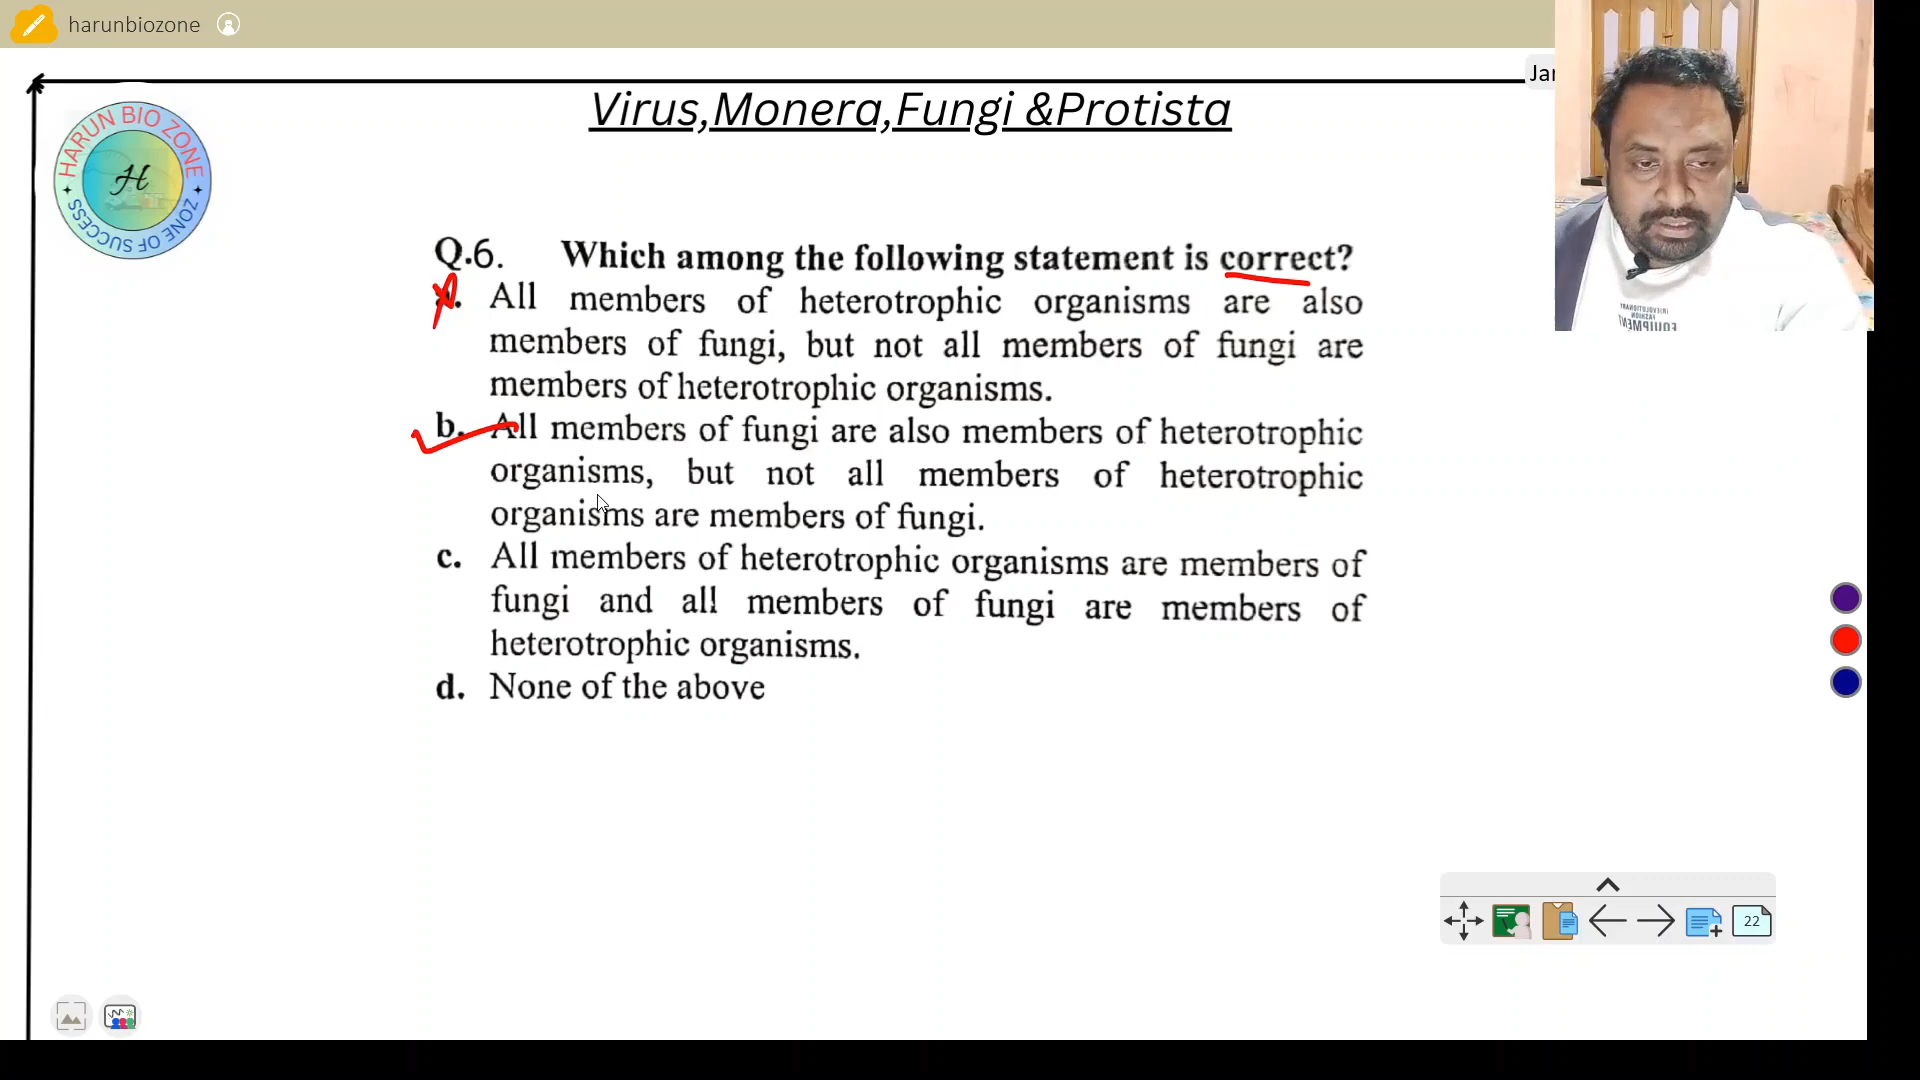 harunbiozone
Jan
Virus,Monera,Fungi &Protista
HARUN BIO ZONE
H
ZONE OF SUCCESS
Q.6. Which among the following statement is correct?
a. All members of heterotrophic organisms are also
members of fungi, but not all members of fungi are
members of heterotrophic organisms.
b. All members of fungi are also members of heterotrophic
organisms, but not all members of heterotrophic
organisms are members of fungi.
c. All members of heterotrophic organisms are members of
fungi and all members of fungi are members of
heterotrophic organisms.
d. None of the above
22